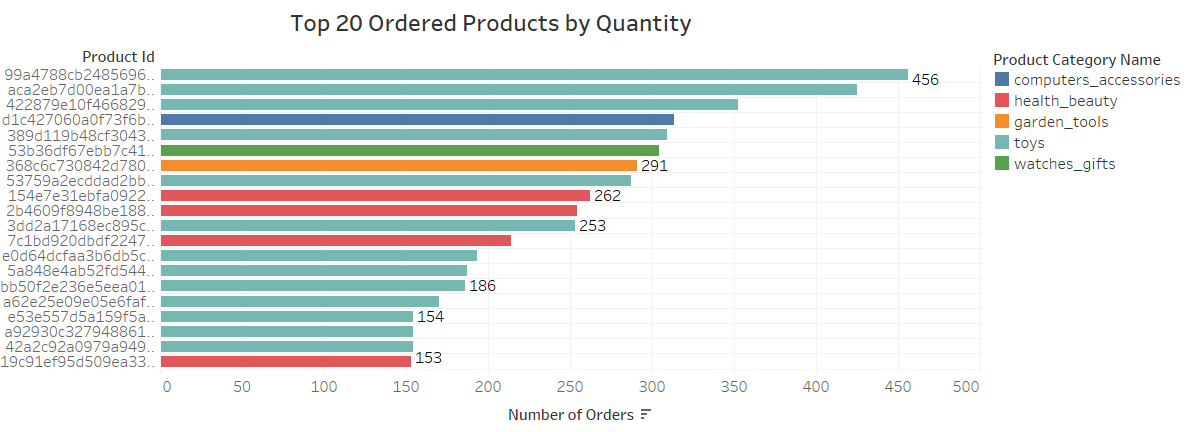 Top 20 Ordered Products by Quantity
Product Id
99a4788cb2485696..
aca2eb7d00ea1a7b..
422879e10f466829..
d1c427060a0f73f6b..
389d119b48cf3043..
53b36df67ebb7c41..
368c6c730842d780..
53759a2ecddad2bb..
154e7e31ebfa0922..
2b4609f8948be188..
3dd2a17168ec895c..
7c1bd920dbdf2247..
e0d64dcfaa3b6db5c..
5a848e4ab52fd544..
bb50f2e236e5eea01..
a62e25e09e05e6faf..
e53e557d5a159f5a..
a92930c327948861..
42a2c92a0979a949..
19c91ef95d509ea33..
456
291
262
253
186
154
153
0 50 100 150 200 250 300 350 400 450 500
Number of Orders
Product Category Name
computers_accessories
health_beauty
garden_tools
toys
watches_gifts